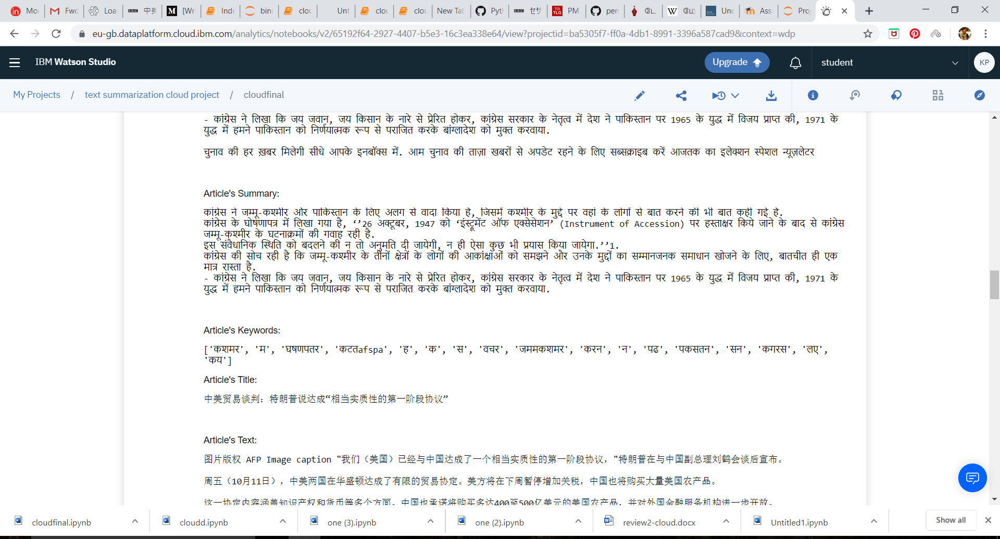 Mo
Fwd
Loa
BBC 中美
[Wr
Inde
binc
clou
Unt
clou
clou
New Tab
Pyth
BBC セサ
PM
pen
W
Unc
Ass
Pro
eu-gb.dataplatform.cloud.ibm.com/analytics/notebooks/v2/65192f64-2927-4407-b5e3-16c3ea338e64/view?projectid=ba5305f7-ff0a-4db1-8991-3396a587cad9&context=wdp
IBM Watson Studio
Upgrade
student
KP
My Projects / text summarization cloud project / cloudfinal
- कांग्रेस ने लिखा कि जय जवान, जय किसान के नारे से प्रेरित होकर, कांग्रेस सरकार के नेतृत्व में देश ने पाकिस्तान पर 1965 के युद्ध में विजय प्राप्त की, 1971 के
युद्ध में हमने पाकिस्तान को निर्णयात्मक रूप से पराजित करके बांग्लादेश को मुक्त करवाया.
चुनाव की हर ख़बर मिलेगी सीधे आपके इनबॉक्स में. आम चुनाव की ताज़ा खबरों से अपडेट रहने के लिए सब्सक्राइब करें आजतक का इलेक्शन स्पेशल न्यूज़लेटर
Article's Summary:
कांग्रेस ने जम्मू-कश्मीर और पाकिस्तान के लिए अलग से वादा किया है, जिसमें कश्मीर के मुद्दे पर वहां के लोगों से बात करने की भी बात कही गई है.
कांग्रेस के घोषणापत्र में लिखा गया है, ‘’26 अक्टूबर, 1947 को ‘इंस्ट्रूमेंट ऑफ एक्सेसेशन’ (Instrument of Accession) पर हस्ताक्षर किये जाने के बाद से कांग्रेस
जम्मू-कश्मीर के घटनाक्रमों की गवाह रही है.
इस संवैधानिक स्थिति को बदलने की न तो अनुमति दी जायेगी, न ही ऐसा कुछ भी प्रयास किया जायेगा.’’1.
कांग्रेस की सोच रही है कि जम्मू-कश्मीर के तीनों क्षेत्रों के लोगों की आकांक्षाओं को समझने और उनके मुद्दों का सम्मानजनक समाधान खोजने के लिए, बातचीत ही एक
मात्र रास्ता है.
- कांग्रेस ने लिखा कि जय जवान, जय किसान के नारे से प्रेरित होकर, कांग्रेस सरकार के नेतृत्व में देश ने पाकिस्तान पर 1965 के युद्ध में विजय प्राप्त की, 1971 के
युद्ध में हमने पाकिस्तान को निर्णयात्मक रूप से पराजित करके बांग्लादेश को मुक्त करवाया.
Article's Keywords:
['कशमर', 'म', 'घषणपतर', 'कटतafspa', 'ह', 'क', 'स', 'वचर', 'जममकशमर', 'करन', 'न', 'पढ', 'पकसतन', 'सन', 'कगरस', 'लए',
'कय']
Article's Title:
中美贸易谈判：特朗普说达成“相当实质性的第一阶段协议”
Article's Text:
图片版权 AFP Image caption "我们（美国）已经与中国达成了一个相当实质性的第一阶段协议，"特朗普在与中国副总理刘鹤会谈后宣布。
周五（10月11日），中美两国在华盛顿达成了有限的贸易协定。美方将在下周暂停增加关税，中国也将购买大量美国农产品。
这一协定内容涵盖知识产权和货币等多个方面。中国也承诺将购买多达400至500亿美元的美国农产品，并对外国金融服务机构进一步开放。
cloudfinal.ipynb
cloudd.ipynb
one (3).ipynb
one (2).ipynb
review2-cloud.docx
Untitled1.ipynb
Show all